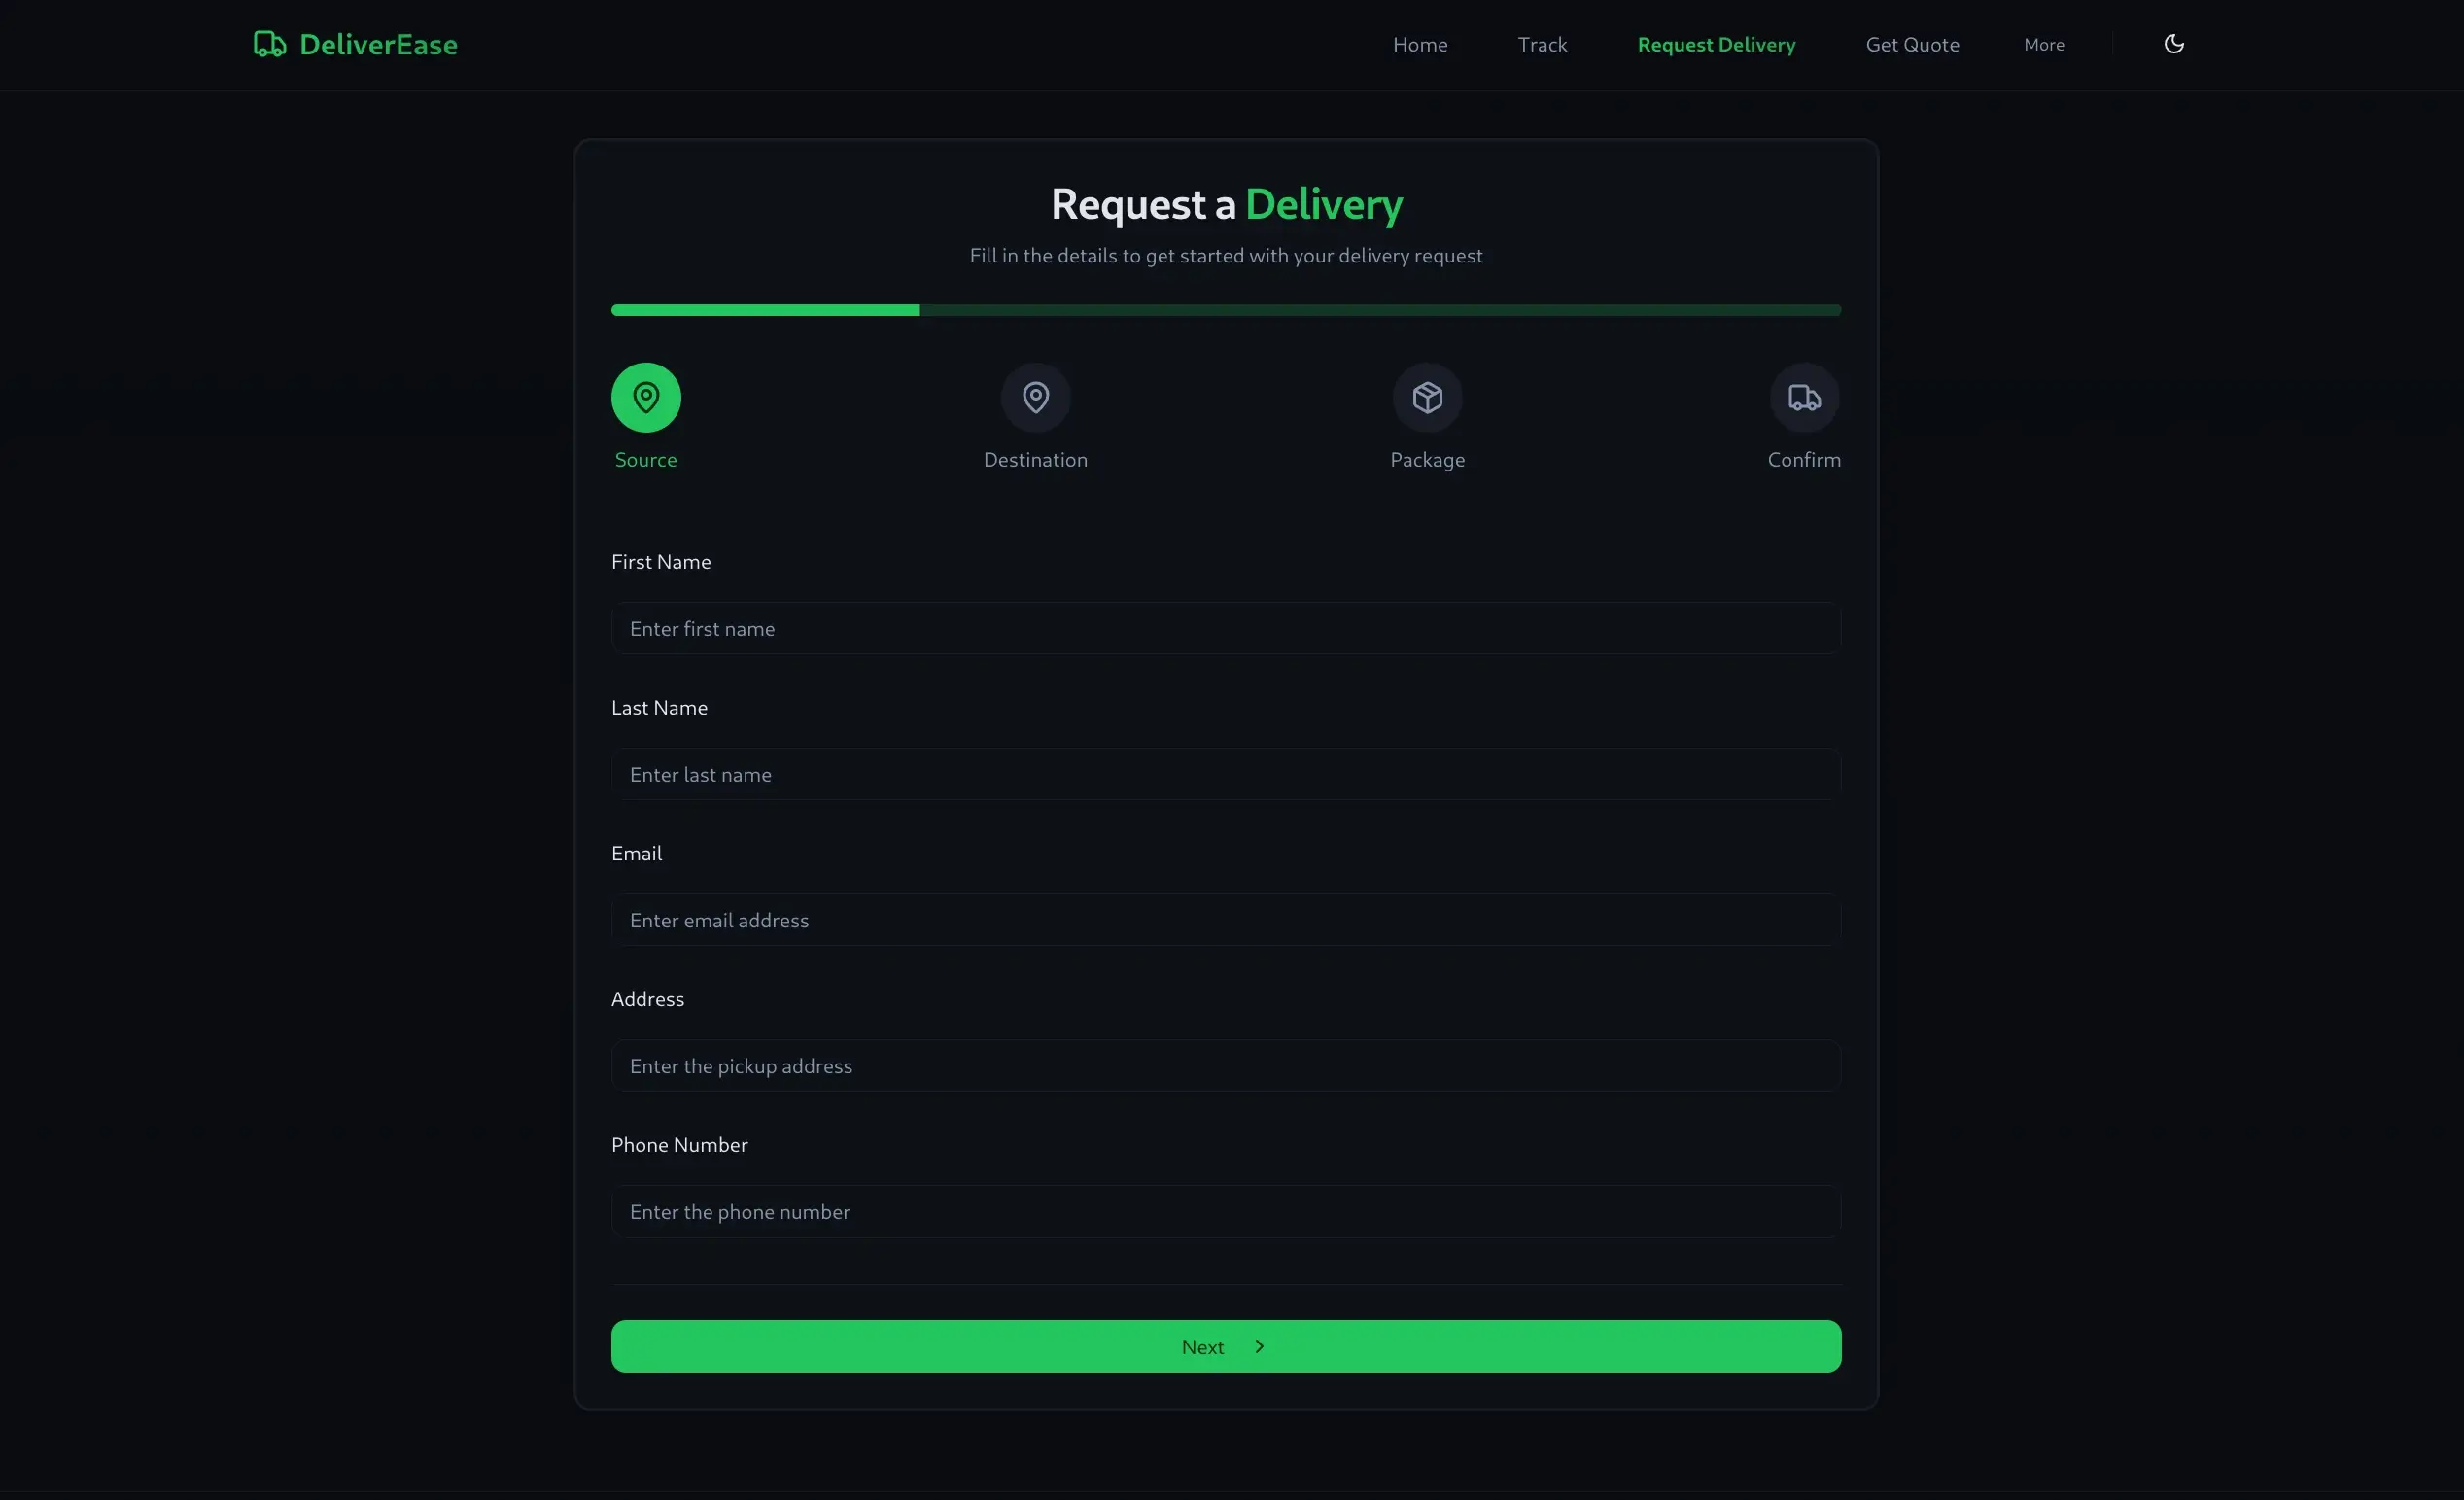 DeliverEase
Home Track Request Delivery Get Quote More
Request a Delivery
Fill in the details to get started with your delivery request
Source Destination Package Confirm
First Name
Enter first name
Last Name
Enter last name
Email
Enter email address
Address
Enter the pickup address
Phone Number
Enter the phone number
Next